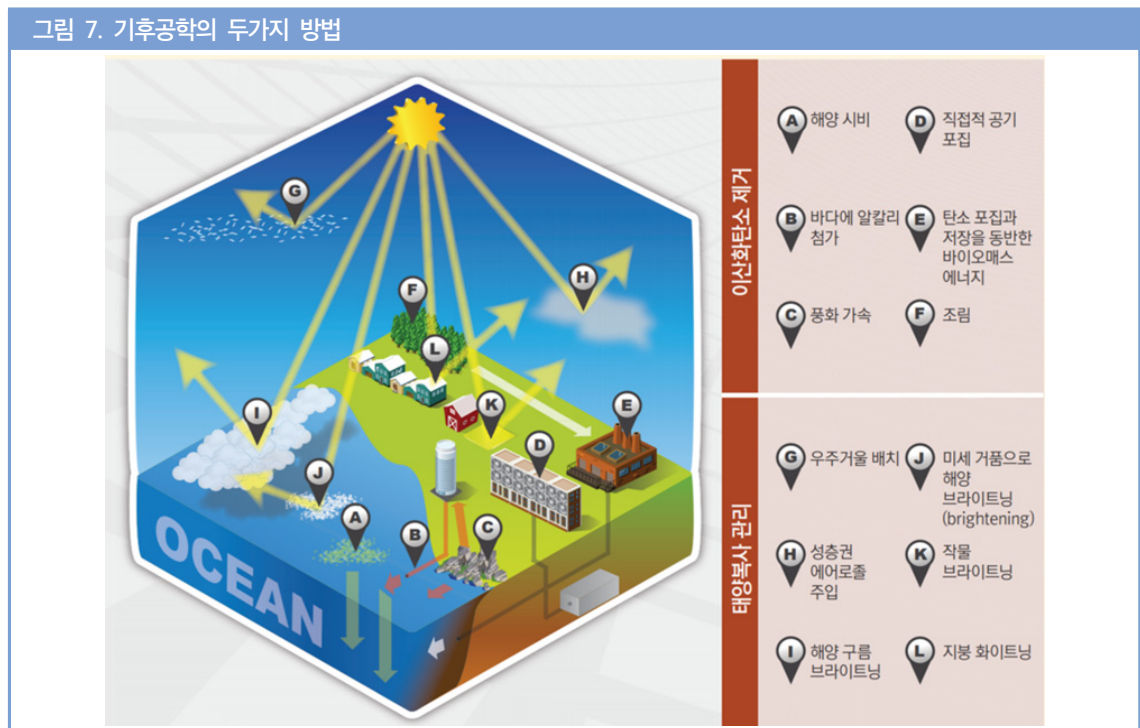 그림 7. 기후공학의 두가지 방법
G
H
F
L
I
K
E
J
D
A
B
C
OCEAN
이산화탄소 제거
A 해양 시비
D 직접적 공기
포집
B 바다에 알칼리
첨가
E 탄소 포집과
저장을 동반한
바이오매스
에너지
C 풍화 가속
F 조림
태양복사 관리
G 우주거울 배치
J 미세 거품으로
해양
브라이트닝
(brightening)
H 성층권
에어로졸
주입
K 작물
브라이트닝
I 해양 구름
브라이트닝
L 지붕 화이트닝